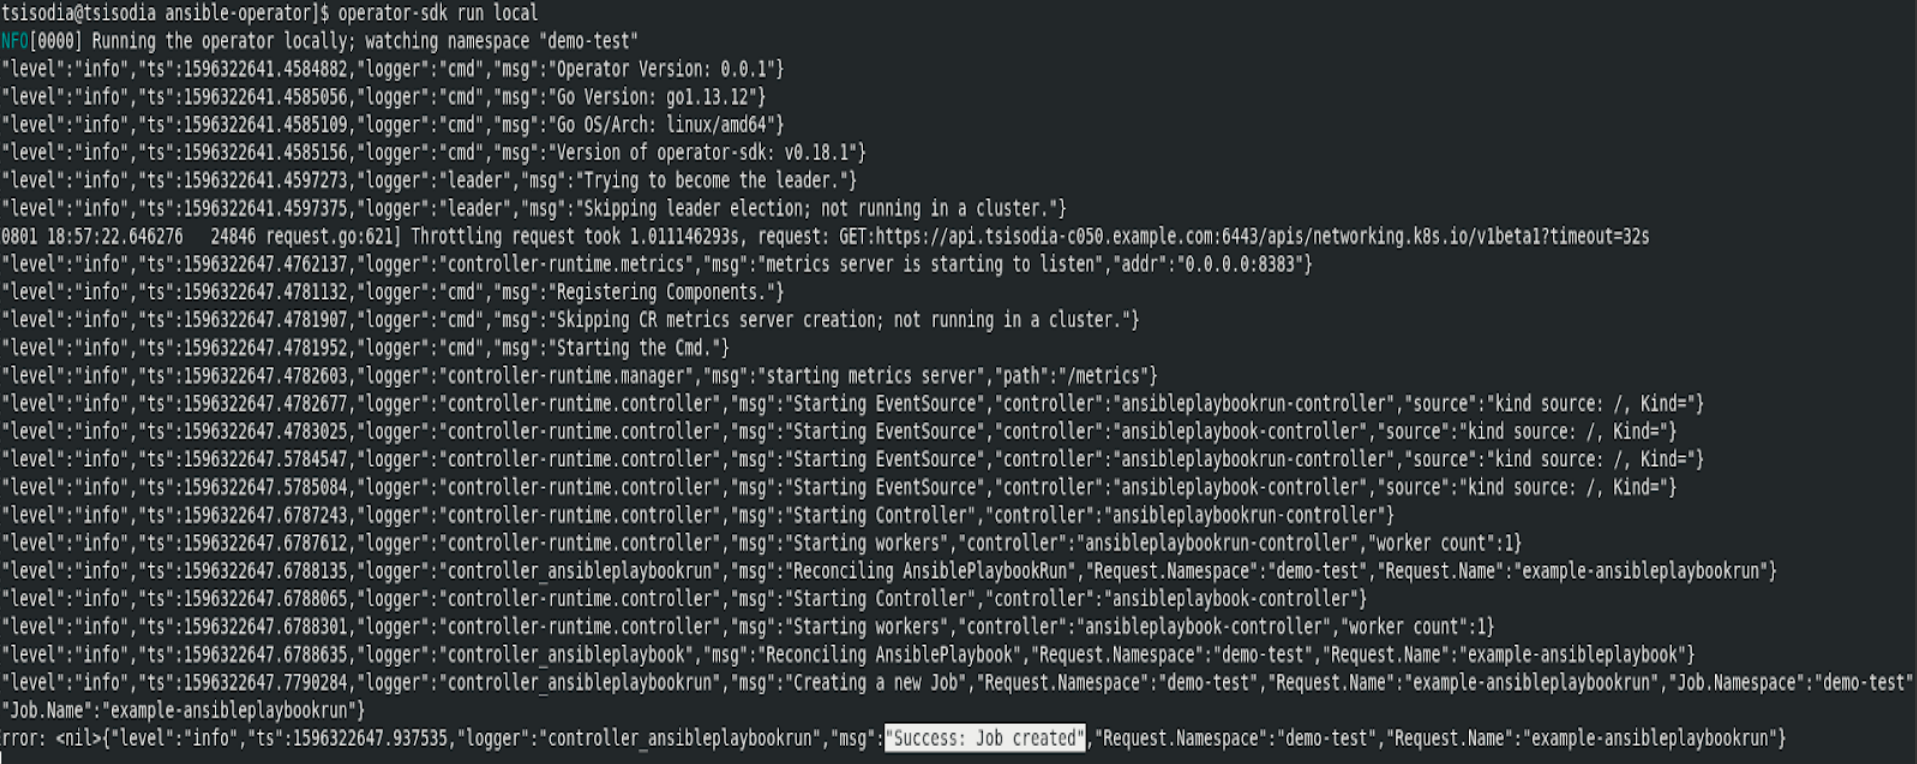 tsisodia@tsisodia ansible-operator]$ operator-sdk run local
NFO[0000] Running the operator locally; watching namespace "demo-test"
"level":"info","ts":1596322641.4584882,"logger":"cmd","msg":"Operator Version: 0.0.1"}
"level":"info","ts":1596322641.4585056,"logger":"cmd","msg":"Go Version: go1.13.12"}
"level":"info","ts":1596322641.4585109,"logger":"cmd","msg":"Go OS/Arch: linux/amd64"}
"level":"info","ts":1596322641.4585156,"logger":"cmd","msg":"Version of operator-sdk: v0.18.1"}
"level":"info","ts":1596322641.4597273,"logger":"leader","msg":"Trying to become the leader."}
"level":"info","ts":1596322641.4597375,"logger":"leader","msg":"Skipping leader election; not running in a cluster."}
0801 18:57:22.646276   24846 request.go:621] Throttling request took 1.011146293s, request: GET:https://api.tsisodia-c050.example.com:6443/apis/networking.k8s.io/v1beta1?timeout=32s
"level":"info","ts":1596322647.4762137,"logger":"controller-runtime.metrics","msg":"metrics server is starting to listen","addr":"0.0.0.0:8383"}
"level":"info","ts":1596322647.4781132,"logger":"cmd","msg":"Registering Components."}
"level":"info","ts":1596322647.4781907,"logger":"cmd","msg":"Skipping CR metrics server creation; not running in a cluster."}
"level":"info","ts":1596322647.4781952,"logger":"cmd","msg":"Starting the Cmd."}
"level":"info","ts":1596322647.4782603,"logger":"controller-runtime.manager","msg":"starting metrics server","path":"/metrics"}
"level":"info","ts":1596322647.4782677,"logger":"controller-runtime.controller","msg":"Starting EventSource","controller":"ansibleplaybookrun-controller","source":"kind source: /, Kind="}
"level":"info","ts":1596322647.4783025,"logger":"controller-runtime.controller","msg":"Starting EventSource","controller":"ansibleplaybook-controller","source":"kind source: /, Kind="}
"level":"info","ts":1596322647.5784547,"logger":"controller-runtime.controller","msg":"Starting EventSource","controller":"ansibleplaybookrun-controller","source":"kind source: /, Kind="}
"level":"info","ts":1596322647.5785084,"logger":"controller-runtime.controller","msg":"Starting EventSource","controller":"ansibleplaybook-controller","source":"kind source: /, Kind="}
"level":"info","ts":1596322647.6787243,"logger":"controller-runtime.controller","msg":"Starting Controller","controller":"ansibleplaybookrun-controller"}
"level":"info","ts":1596322647.6787612,"logger":"controller-runtime.controller","msg":"Starting workers","controller":"ansibleplaybookrun-controller","worker count":1}
"level":"info","ts":1596322647.6788135,"logger":"controller_ansibleplaybookrun","msg":"Reconciling AnsiblePlaybookRun","Request.Namespace":"demo-test","Request.Name":"example-ansibleplaybookrun"}
"level":"info","ts":1596322647.6788065,"logger":"controller-runtime.controller","msg":"Starting Controller","controller":"ansibleplaybook-controller"}
"level":"info","ts":1596322647.6788301,"logger":"controller-runtime.controller","msg":"Starting workers","controller":"ansibleplaybook-controller","worker count":1}
"level":"info","ts":1596322647.6788635,"logger":"controller_ansibleplaybook","msg":"Reconciling AnsiblePlaybook","Request.Namespace":"demo-test","Request.Name":"example-ansibleplaybook"}
"level":"info","ts":1596322647.7790284,"logger":"controller_ansibleplaybookrun","msg":"Creating a new Job","Request.Namespace":"demo-test","Request.Name":"example-ansibleplaybookrun","Job.Namespace":"demo-test"
"Job.Name":"example-ansibleplaybookrun"}
rror: <nil>{"level":"info","ts":1596322647.937535,"logger":"controller_ansibleplaybookrun","msg":"Success: Job created","Request.Namespace":"demo-test","Request.Name":"example-ansibleplaybookrun"}